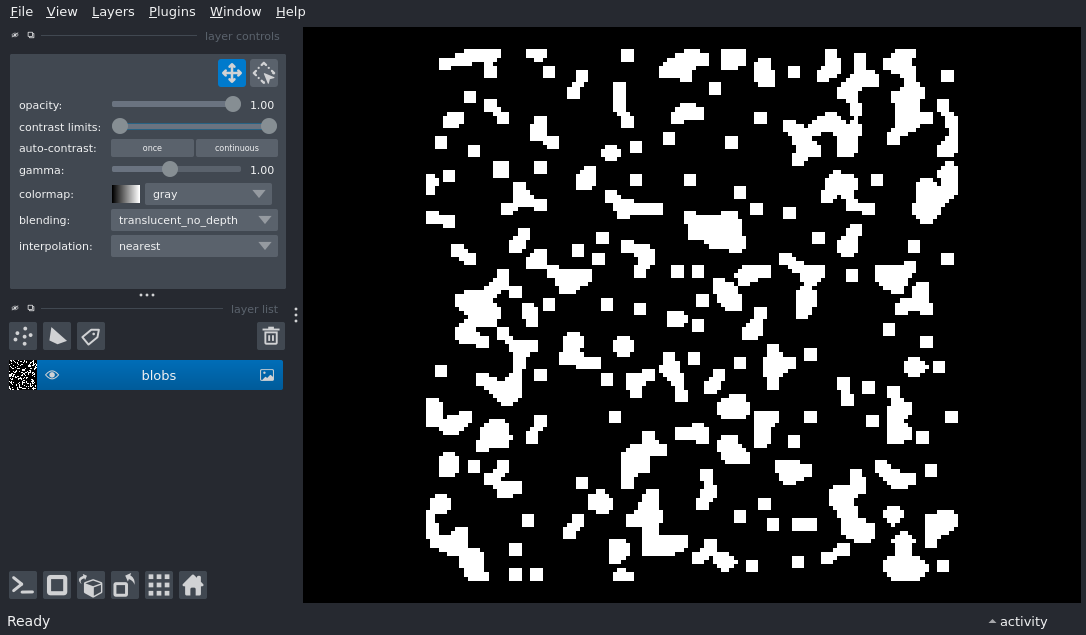 File View Layers Plugins Window Help
layer controls
opacity: 1.00
contrast limits:
auto-contrast: once continuous
gamma: 1.00
colormap: gray
blending: translucent_no_depth
interpolation: nearest
layer list
blobs
Ready
activity